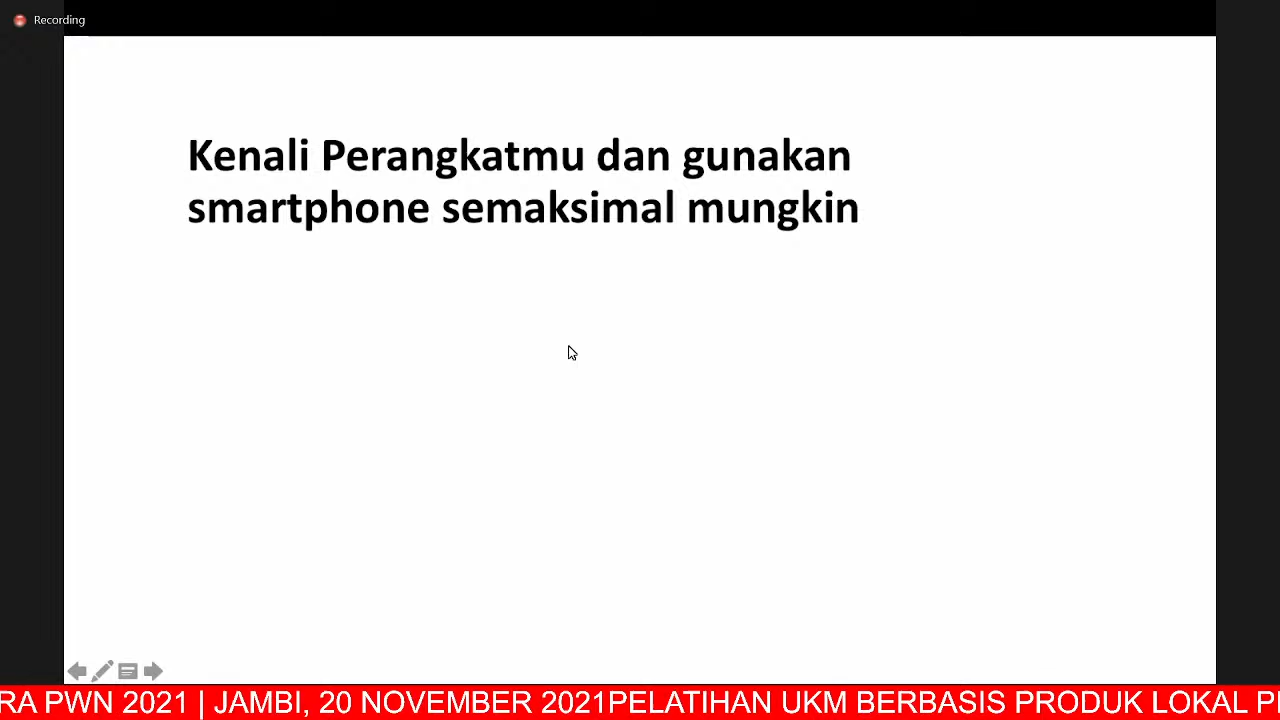 Recording
Kenali Perangkatmu dan gunakan
smartphone semaksimal mungkin
RA PWN 2021 | JAMBI, 20 NOVEMBER 2021PELATIHAN UKM BERBASIS PRODUK LOKAL P